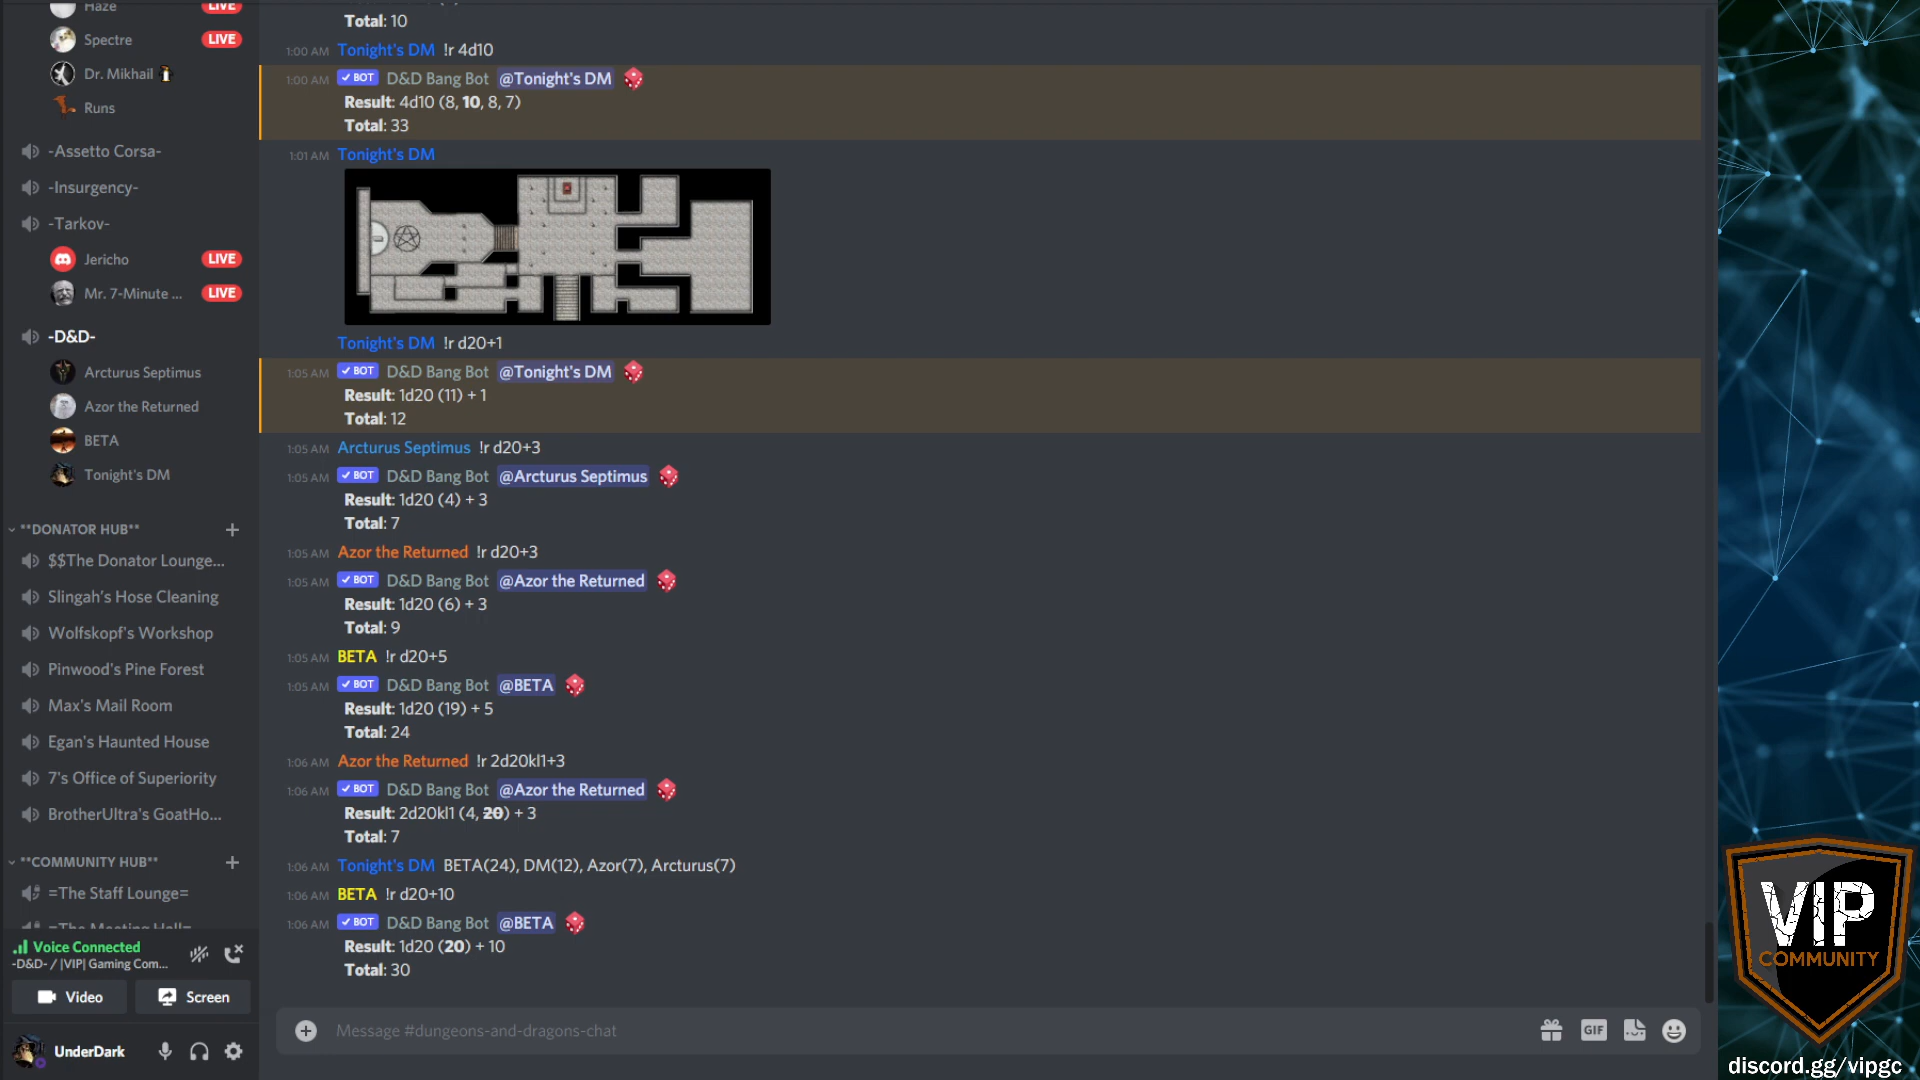 Haze
LIVE
Spectre
LIVE
Dr. Mikhail
Runs
-Assetto Corsa-
-Insurgency-
-Tarkov-
Jericho
LIVE
Mr. 7-Minute ...
LIVE
-D&D-
Arcturus Septimus
Azor the Returned
BETA
Tonight's DM
**DONATOR HUB**
$$The Donator Lounge...
Slingah's Hose Cleaning
Wolfskopf's Workshop
Pinwood's Pine Forest
Max's Mail Room
Egan's Haunted House
7's Office of Superiority
BrotherUltra's GoatHo...
**COMMUNITY HUB**
=The Staff Lounge=
Voice Connected
-D&D- / |VIP| Gaming Com...
Video
Screen
UnderDark
Total: 10
1:00 AM Tonight's DM !r 4d10
1:00 AM BOT D&D Bang Bot @Tonight's DM
Result: 4d10 (8, 10, 8, 7)
Total: 33
1:01 AM Tonight's DM
Tonight's DM !r d20+1
1:05 AM BOT D&D Bang Bot @Tonight's DM
Result: 1d20 (11) + 1
Total: 12
1:05 AM Arcturus Septimus !r d20+3
1:05 AM BOT D&D Bang Bot @Arcturus Septimus
Result: 1d20 (4) + 3
Total: 7
1:05 AM Azor the Returned !r d20+3
1:05 AM BOT D&D Bang Bot @Azor the Returned
Result: 1d20 (6) + 3
Total: 9
1:05 AM BETA !r d20+5
1:05 AM BOT D&D Bang Bot @BETA
Result: 1d20 (19) + 5
Total: 24
1:06 AM Azor the Returned !r 2d20kl1+3
1:06 AM BOT D&D Bang Bot @Azor the Returned
Result: 2d20kl1 (4, 20) + 3
Total: 7
1:06 AM Tonight's DM BETA(24), DM(12), Azor(7), Arcturus(7)
1:06 AM BETA !r d20+10
1:06 AM BOT D&D Bang Bot @BETA
Result: 1d20 (20) + 10
Total: 30
Message #dungeons-and-dragons-chat
GIF
VIP
COMMUNITY
discord.gg/vipgc